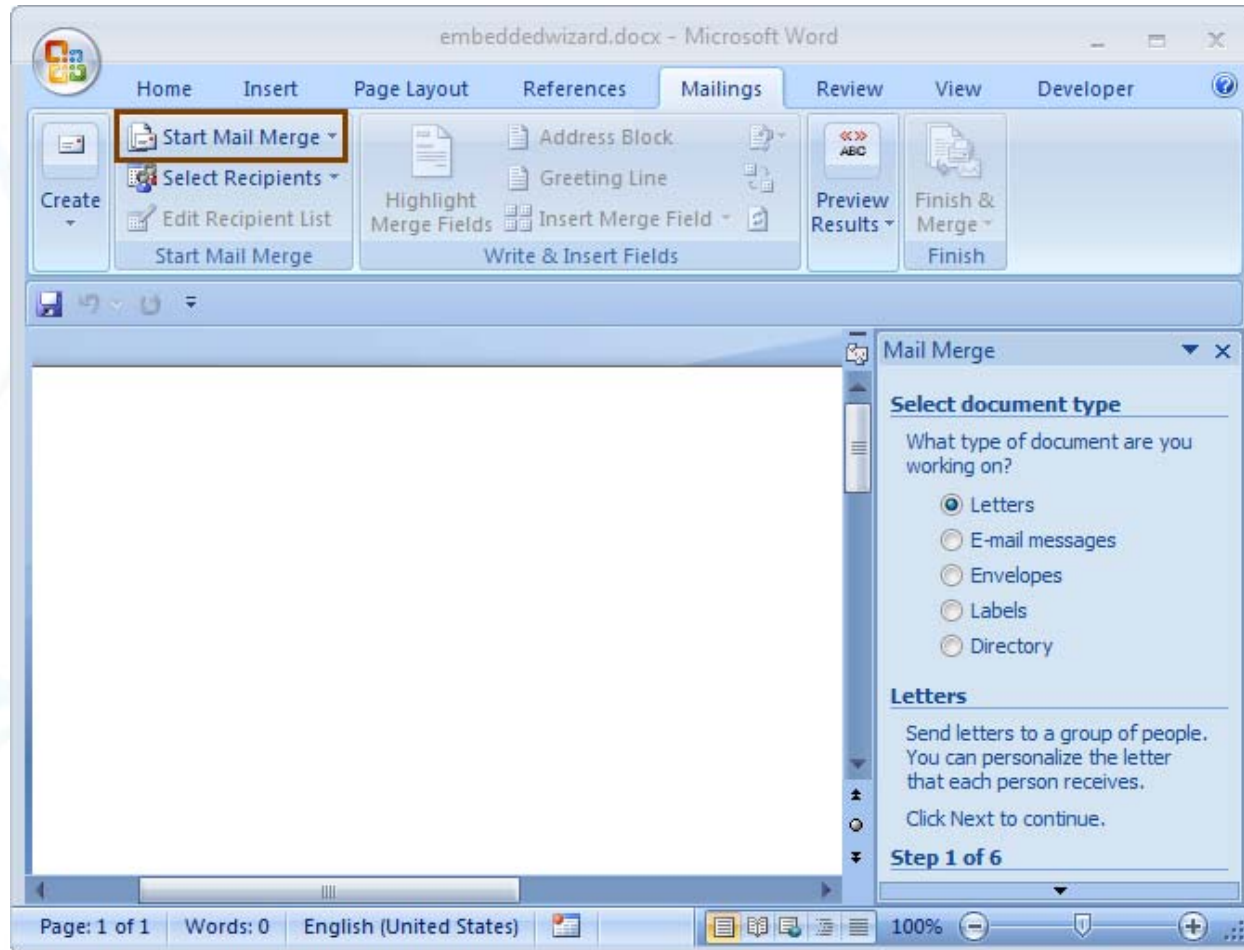 embeddedwizard.docx - Microsoft Word
Home Insert Page Layout References Mailings Review View Developer
Create
Start Mail Merge
Select Recipients
Edit Recipient List
Start Mail Merge
Highlight
Merge Fields
Address Block
Greeting Line
Insert Merge Field
Write & Insert Fields
«»
ABC
Preview
Results
Finish &
Merge
Finish
Mail Merge
Select document type
What type of document are you
working on?
Letters
E-mail messages
Envelopes
Labels
Directory
Letters
Send letters to a group of people.
You can personalize the letter
that each person receives.
Click Next to continue.
Step 1 of 6
Page: 1 of 1 Words: 0 English (United States) 100%